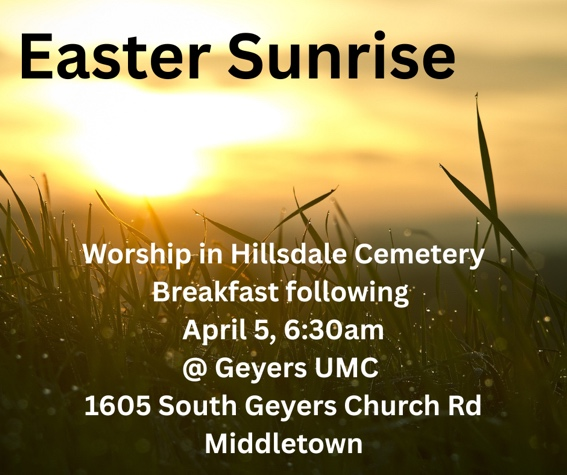 Easter Sunrise
Worship in Hillsdale Cemetery
Breakfast following
April 5, 6:30am
@ Geyers UMC
1605 South Geyers Church Rd
Middletown